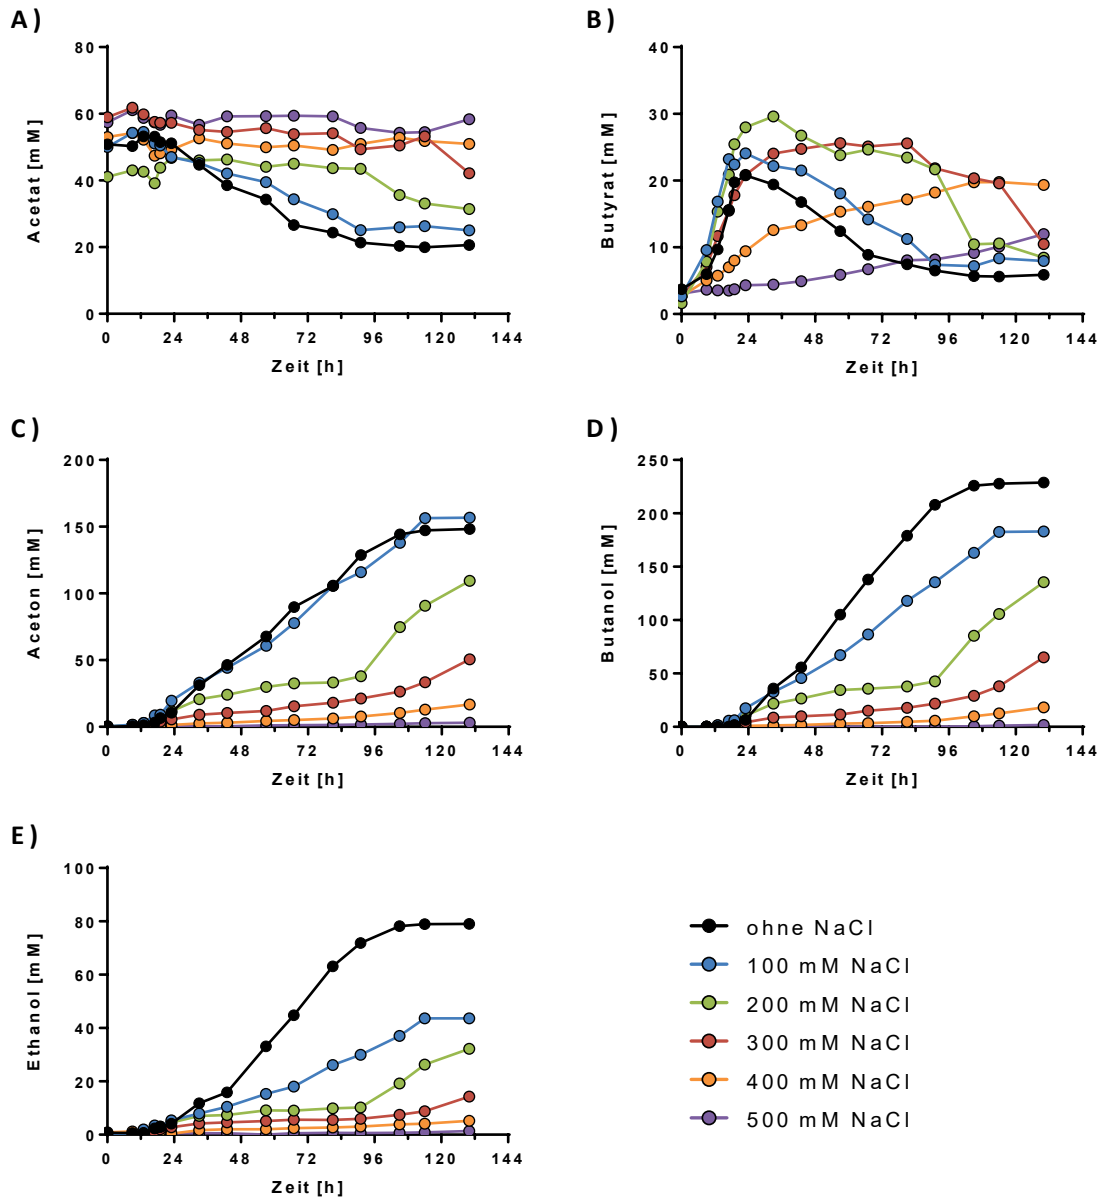 A)
Acetat [mM]
80
60
40
20
0
0 24 48 72 96 120 144
Zeit [h]
B)
Butyrat [mM]
40
30
20
10
0
0 24 48 72 96 120 144
Zeit [h]
C)
Aceton [mM]
200
150
100
50
0
0 24 48 72 96 120 144
Zeit [h]
D)
Butanol [mM]
250
200
150
100
50
0
0 24 48 72 96 120 144
Zeit [h]
E)
Ethanol [mM]
100
80
60
40
20
0
0 24 48 72 96 120 144
Zeit [h]
ohne NaCl
100 mM NaCl
200 mM NaCl
300 mM NaCl
400 mM NaCl
500 mM NaCl